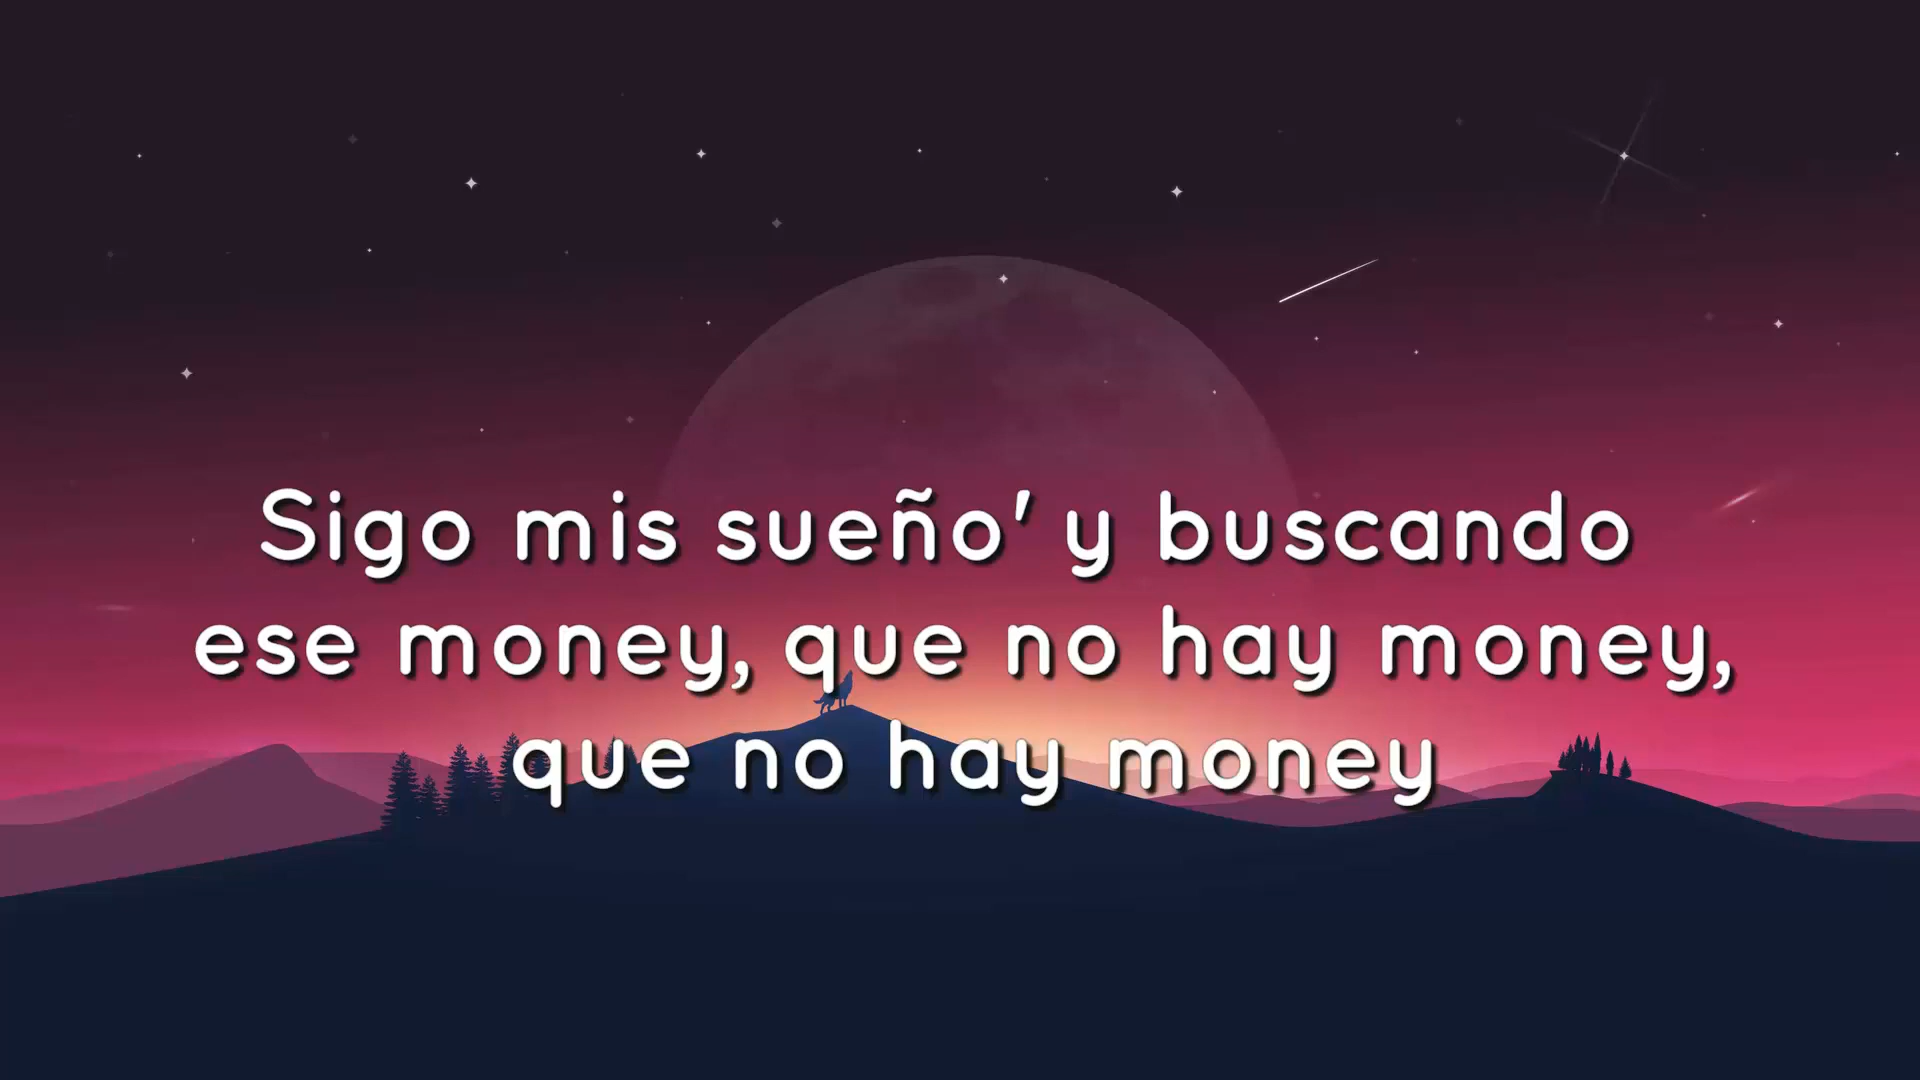 Sigo mis sueño' y buscando
ese money, que no hay money,
que no hay money